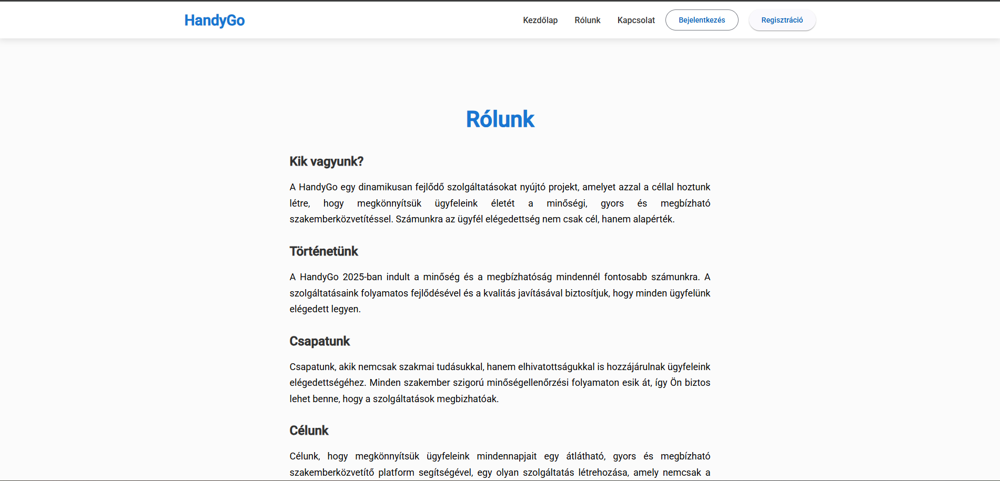 HandyGo
Kezdőlap Rólunk Kapcsolat Bejelentkezés Regisztráció
Rólunk
Kik vagyunk?
A HandyGo egy dinamikusan fejlődő szolgáltatásokat nyújtó projekt, amelyet azzal a céllal hoztunk
létre, hogy megkönnyítsük ügyfeleink életét a minőségi, gyors és megbízható
szakemberközvetítéssel. Számunkra az ügyfél elégedettség nem csak cél, hanem alapérték.
Történetünk
A HandyGo 2025-ban indult a minőség és a megbízhatóság mindennél fontosabb számunkra. A
szolgáltatásaink folyamatos fejlődésével és a kvalitás javításával biztosítjuk, hogy minden ügyfelünk
elégedett legyen.
Csapatunk
Csapatunk, akik nemcsak szakmai tudásukkal, hanem elhivatottságukkal is hozzájárulnak ügyfeleink
elégedettségéhez. Minden szakember szigorú minőségellenőrzési folyamaton esik át, így Ön biztos
lehet benne, hogy a szolgáltatások megbizhatóak.
Célunk
Célunk, hogy megkönnyítsük ügyfeleink mindennapjait egy átlátható, gyors és megbízható
szakemberközvetítő platform segítségével, egy olyan szolgáltatás létrehozása, amely nemcsak a